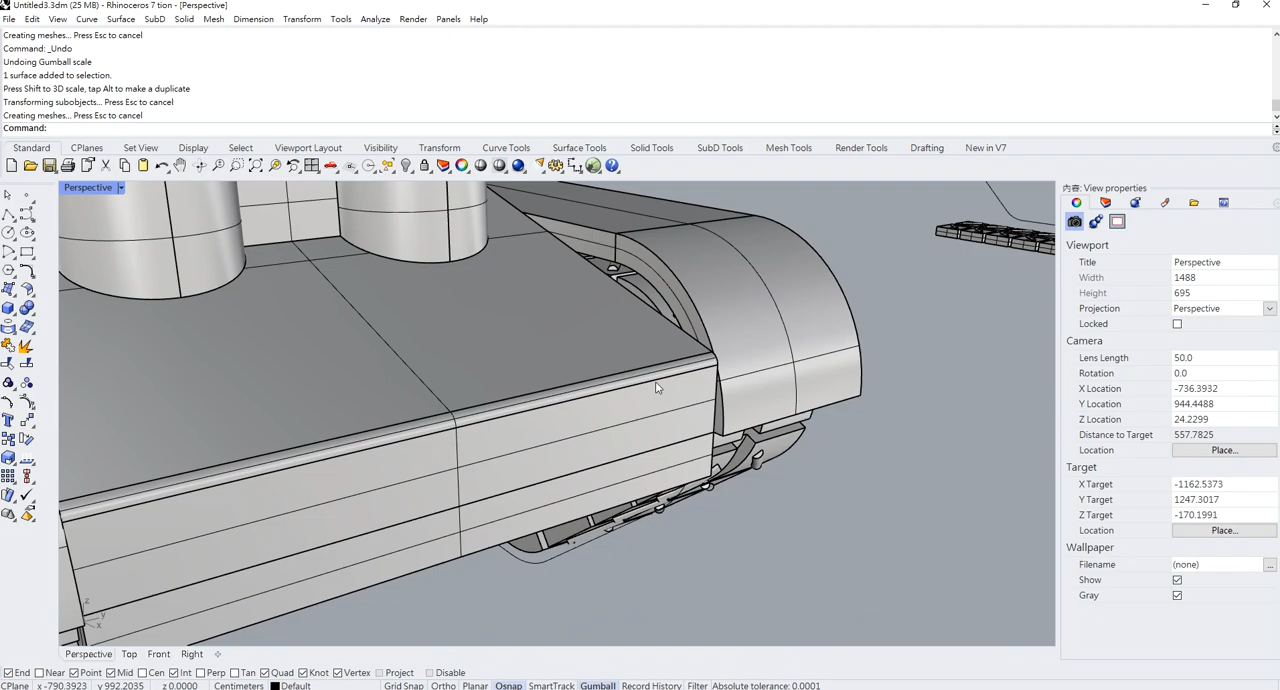 Untitled3.3dm (25 MB) - Rhinoceros 7 tion - [Perspective]
File Edit View Curve Surface SubD Solid Mesh Dimension Transform Tools Analyze Render Panels Help
Creating meshes... Press Esc to cancel
Command: _Undo
Undoing Gumball scale
1 surface added to selection.
Press Shift to 3D scale, tap Alt to make a duplicate
Transforming subobjects... Press Esc to cancel
Creating meshes... Press Esc to cancel
Command:
Standard CPlanes Set View Display Select Viewport Layout Visibility Transform Curve Tools Surface Tools Solid Tools SubD Tools Mesh Tools Render Tools Drafting New in V7
Perspective
內容: View properties
Viewport
Title Perspective
Width 1488
Height 695
Projection Perspective
Locked
Camera
Lens Length 50.0
Rotation 0.0
X Location -736.3932
Y Location 944.4488
Z Location 24.2299
Distance to Target 557.7825
Location Place...
Target
X Target -1162.5373
Y Target 1247.3017
Z Target -170.1991
Location Place...
Wallpaper
Filename (none) ...
Show
Gray
z
y
x
Perspective Top Front Right
End Near Point Mid Cen Int Perp Tan Quad Knot Vertex Project Disable
CPlane x -790.3923 y 992.2035 z 0.0000 Centimeters Default Grid Snap Ortho Planar Osnap SmartTrack Gumball Record History Filter Absolute tolerance: 0.0001